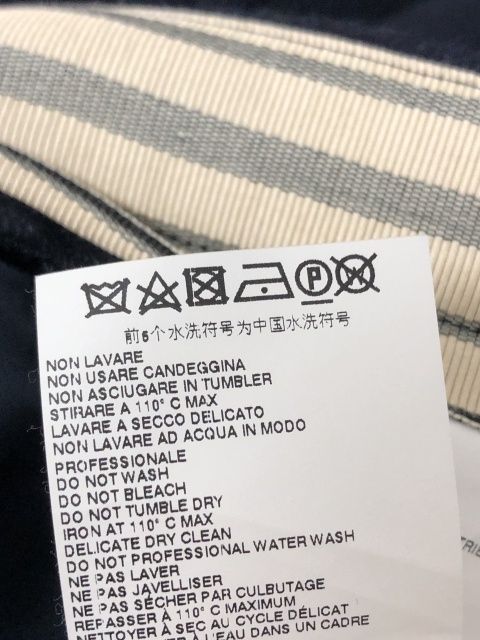 P W
前6个水洗符号为中国水洗符号
NON LAVARE
NON USARE CANDEGGINA
NON ASCIUGARE IN TUMBLER
STIRARE A 110° C MAX
LAVARE A SECCO DELICATO
NON LAVARE AD ACQUA IN MODO
PROFESSIONALE
DO NOT WASH
DO NOT BLEACH
DO NOT TUMBLE DRY
IRON AT 110° C MAX
DELICATE DRY CLEAN
DO NOT PROFESSIONAL WATER WASH
NE PAS LAVER
NE PAS JAVELLISER
NE PAS SÉCHER PAR CULBUTAGE
REPASSER À 110° C MAXIMUM
NETTOYER À SEC AU CYCLE DÉLICAT
À L'EAU DANS UN CADRE